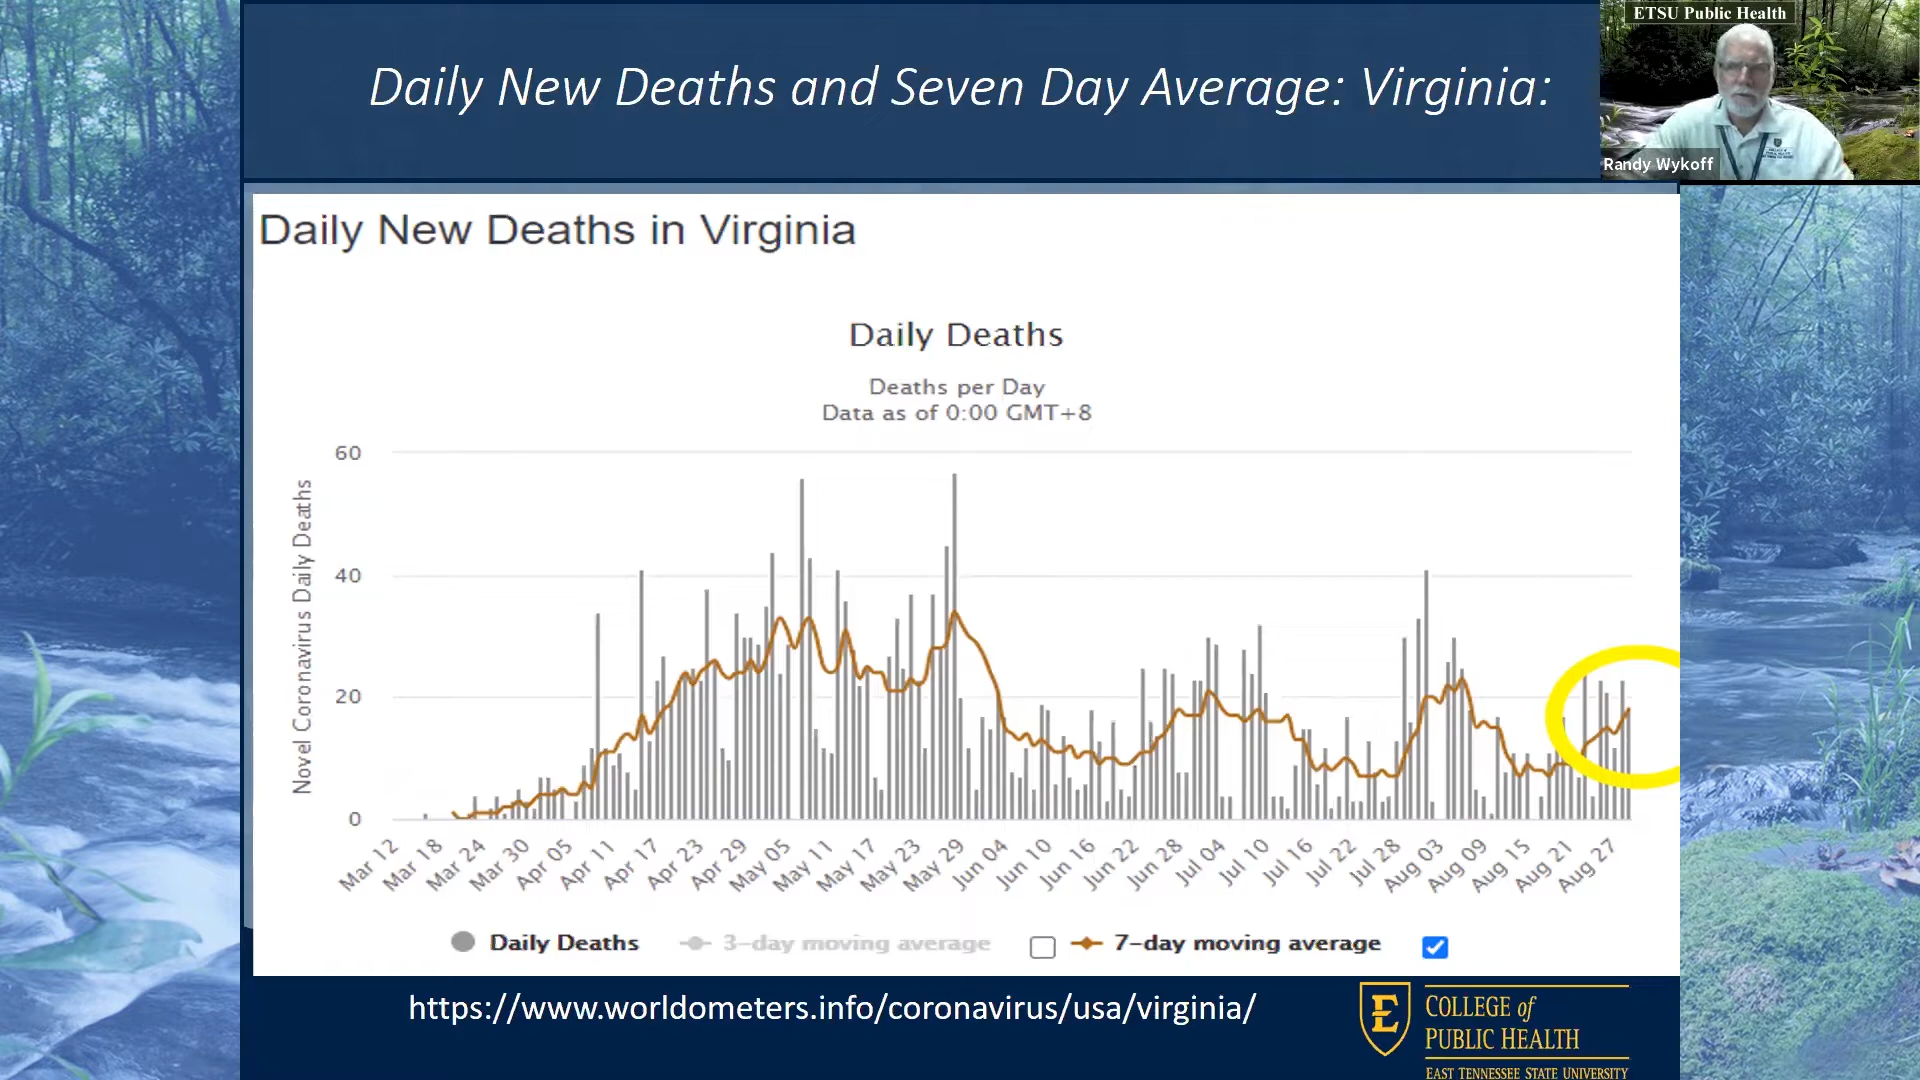 ETSU Public Health
Daily New Deaths and Seven Day Average: Virginia:
Randy Wykoff
Daily New Deaths in Virginia
Daily Deaths
Deaths per Day
Data as of 0:00 GMT+8
Novel Coronavirus Daily Deaths
60
40
20
0
Mar 12
Mar 18
Mar 24
Mar 30
Apr 05
Apr 11
Apr 17
Apr 23
Apr 29
May 05
May 11
May 17
May 23
May 29
Jun 04
Jun 10
Jun 16
Jun 22
Jun 28
Jul 04
Jul 10
Jul 16
Jul 22
Jul 28
Aug 03
Aug 09
Aug 15
Aug 21
Aug 27
Daily Deaths
3-day moving average
7-day moving average
https://www.worldometers.info/coronavirus/usa/virginia/
E
COLLEGE of
PUBLIC HEALTH
EAST TENNESSEE STATE UNIVERSITY